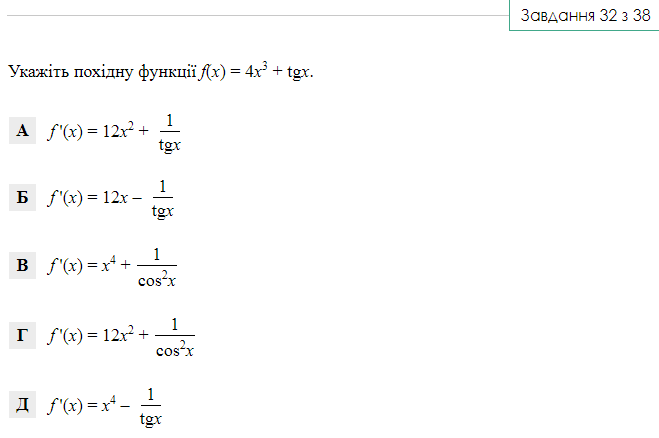 Завдання 32 з 38
Укажіть похідну функції f(x) = 4x³ + tgx.
А f '(x) = 12x² + 1/tgx
Б f '(x) = 12x – 1/tgx
В f '(x) = x⁴ + 1/cos²x
Г f '(x) = 12x² + 1/cos²x
Д f '(x) = x⁴ – 1/tgx